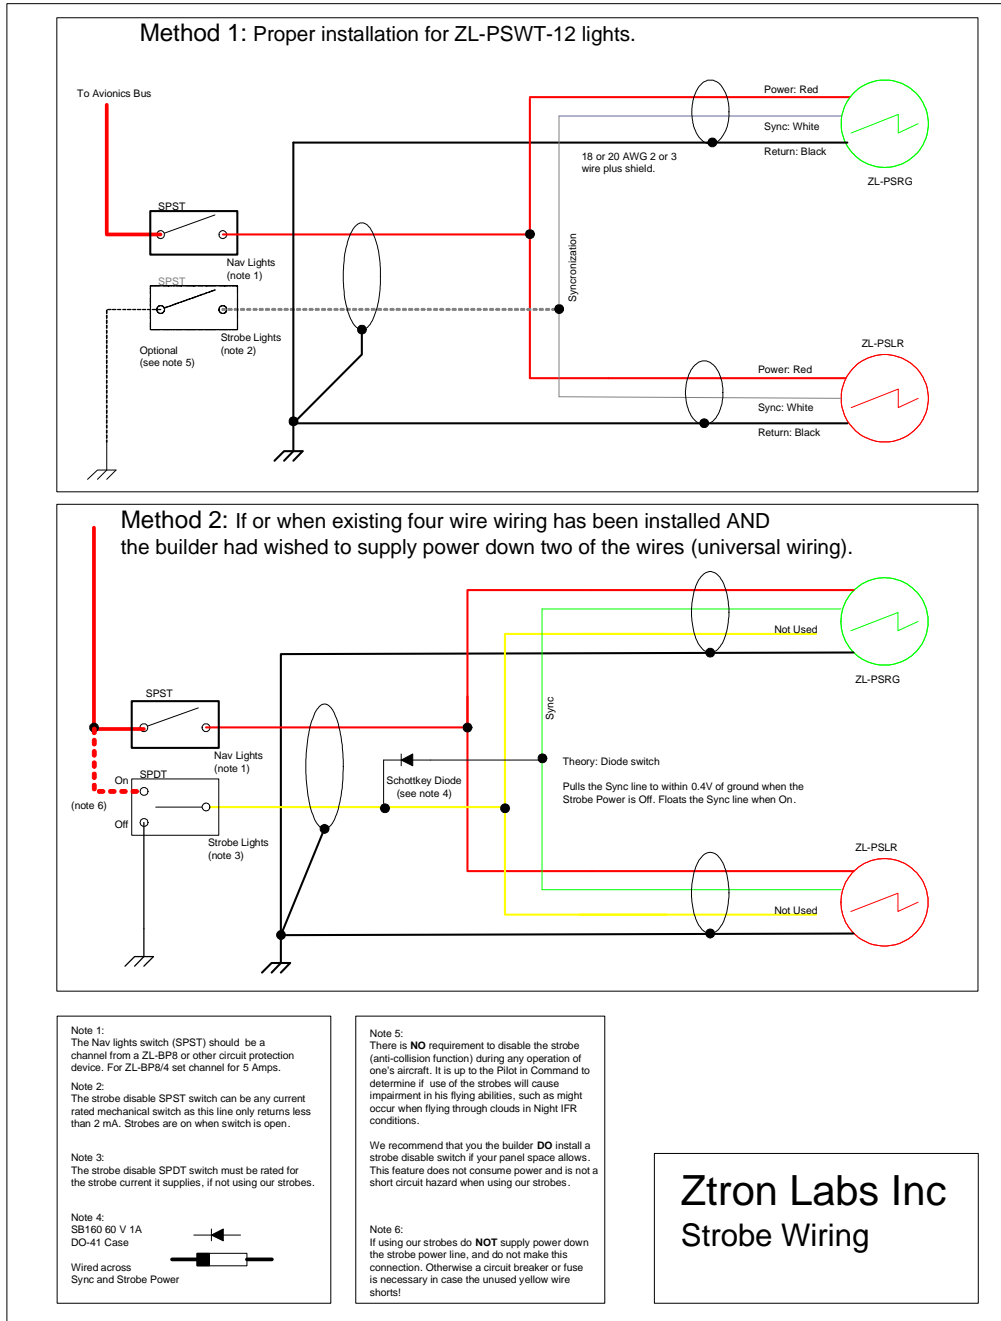 Method 1: Proper installation for ZL-PSWT-12 lights.
To Avionics Bus
Power: Red
Sync: White
Return: Black
18 or 20 AWG 2 or 3
wire plus shield.
ZL-PSRG
SPST
Nav Lights
(note 1)
SPST
Strobe Lights
(note 2)
Optional
(see note 5)
Syncronization
ZL-PSLR
Power: Red
Sync: White
Return: Black
Method 2: If or when existing four wire wiring has been installed AND
the builder had wished to supply power down two of the wires (universal wiring).
Not Used
ZL-PSRG
SPST
Sync
Nav Lights
(note 1)
On
SPDT
(note 6)
Off
Strobe Lights
(note 3)
Schottkey Diode
(see note 4)
Theory: Diode switch
Pulls the Sync line to within 0.4V of ground when the
Strobe Power is Off. Floats the Sync line when On.
ZL-PSLR
Not Used
Note 1:
The Nav lights switch (SPST) should be a
channel from a ZL-BP8 or other circuit protection
device. For ZL-BP8/4 set channel for 5 Amps.
Note 2:
The strobe disable SPST switch can be any current
rated mechanical switch as this line only returns less
than 2 mA. Strobes are on when switch is open.
Note 3:
The strobe disable SPDT switch must be rated for
the strobe current it supplies, if not using our strobes.
Note 4:
SB160 60 V 1A
DO-41 Case
Wired across
Sync and Strobe Power
Note 5:
There is NO requirement to disable the strobe
(anti-collision function) during any operation of
one's aircraft. It is up to the Pilot in Command to
determine if use of the strobes will cause
impairment in his flying abilities, such as might
occur when flying through clouds in Night IFR
conditions.
We recommend that you the builder DO install a
strobe disable switch if your panel space allows.
This feature does not consume power and is not a
short circuit hazard when using our strobes.
Note 6:
If using our strobes do NOT supply power down
the strobe power line, and do not make this
connection. Otherwise a circuit breaker or fuse
is necessary in case the unused yellow wire
shorts!
Ztron Labs Inc
Strobe Wiring